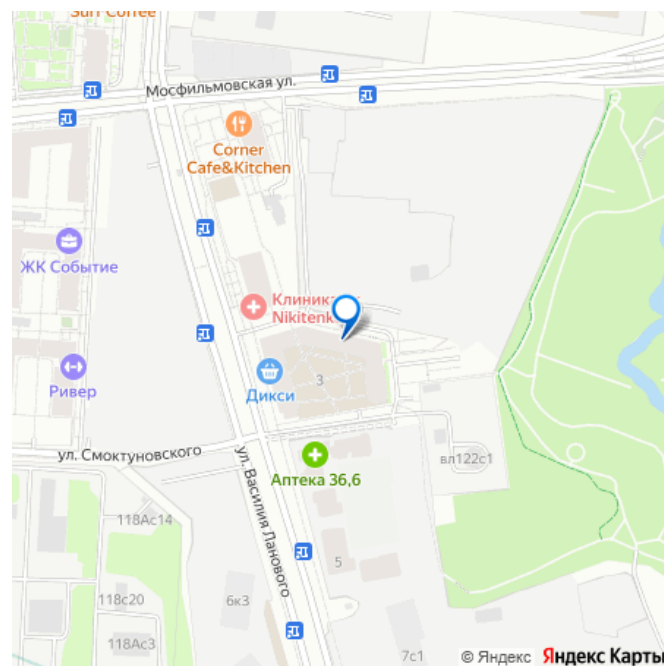 Surf Coffee
Мосфильмовская ул.
Corner
Cafe&Kitchen
ЖК Событие
Клиника
Nikitenk
3
Дикси
Ривер
ул. Смоктуновского
Аптека 36,6
вл122с1
ул. Василия Ланового
118Ас14
5
118с20
6к3
118Ас3
7с1
© Яндекс Яндекс Карты